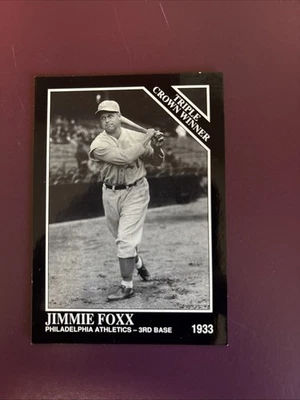 TRIPLE
CROWN WINNER
JIMMIE FOXX
PHILADELPHIA ATHLETICS – 3RD BASE 1933